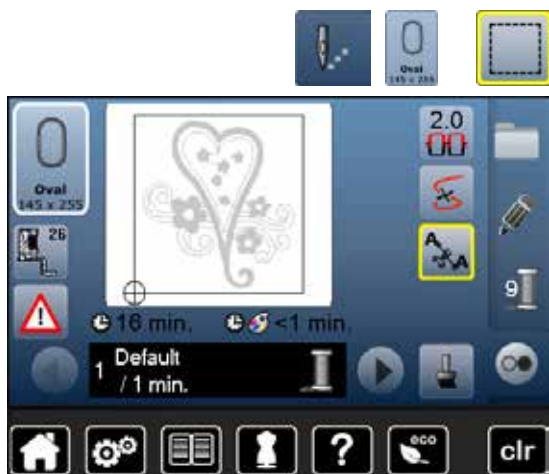 Oval
145 x 255
2.0
Oval
145 x 255
26
A
A
9
16 min.
<1 min.
1 Default
/ 1 min.
?
eco
clr